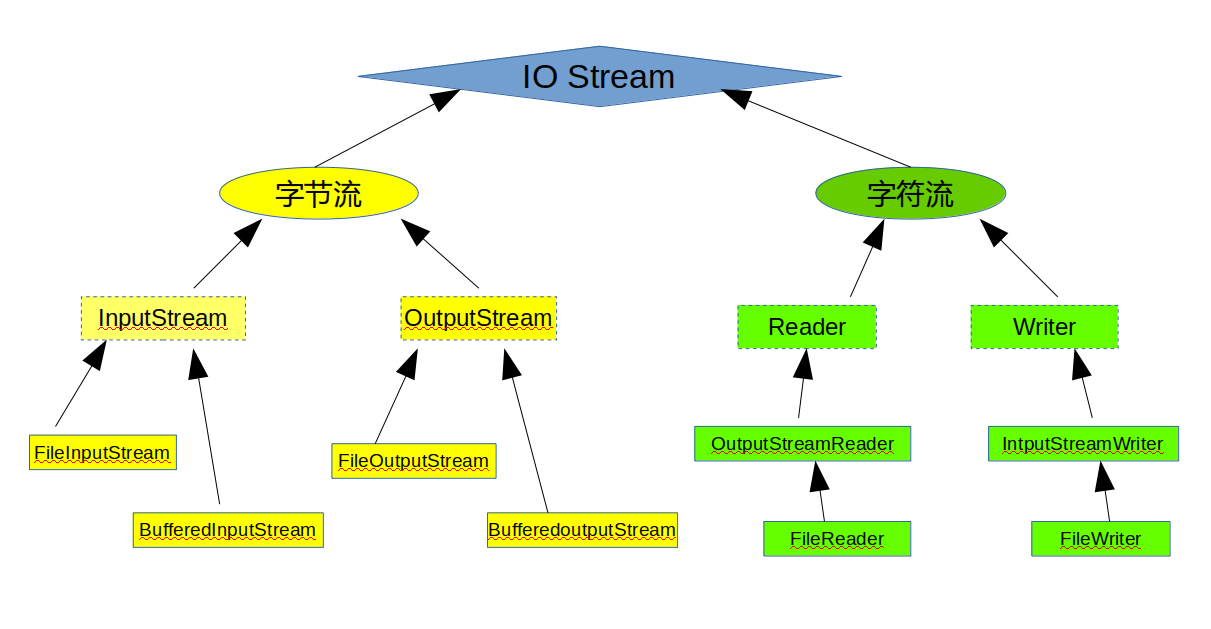 IO Stream
字节流
字符流
InputStream
OutputStream
Reader
Writer
FileInputStream
FileOutputStream
OutputStreamReader
IntputStreamWriter
BufferedInputStream
BufferedoutputStream
FileReader
FileWriter